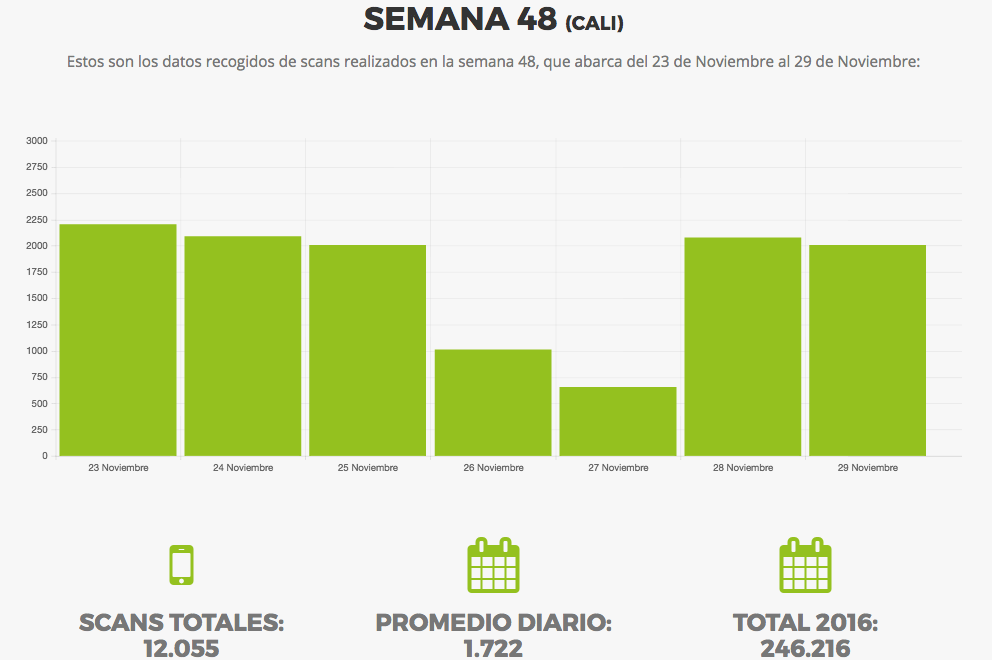 SEMANA 48 (CALI)
Estos son los datos recogidos de scans realizados en la semana 48, que abarca del 23 de Noviembre al 29 de Noviembre:
3000
2750
2500
2250
2000
1750
1500
1250
1000
750
500
250
0
23 Noviembre 24 Noviembre 25 Noviembre 26 Noviembre 27 Noviembre 28 Noviembre 29 Noviembre
SCANS TOTALES: PROMEDIO DIARIO: TOTAL 2016:
12.055 1.722 246.216